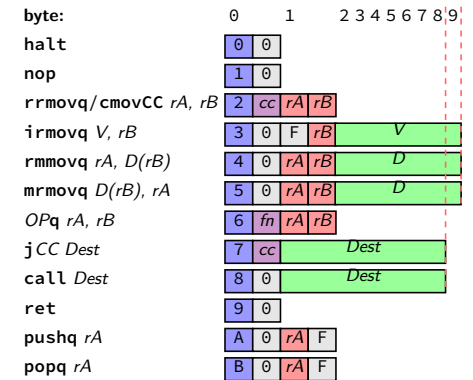 byte: 0 1 2 3 4 5 6 7 8 9
halt 0 0
nop 1 0
rrmovq/cmovCC rA, rB 2 cc rA rB
irmovq V, rB 3 0 F rB V
rmmovq rA, D(rB) 4 0 rA rB D
mrmovq D(rB), rA 5 0 rA rB D
OPq rA, rB 6 fn rA rB
jCC Dest 7 cc Dest
call Dest 8 0 Dest
ret 9 0
pushq rA A 0 rA F
popq rA B 0 rA F